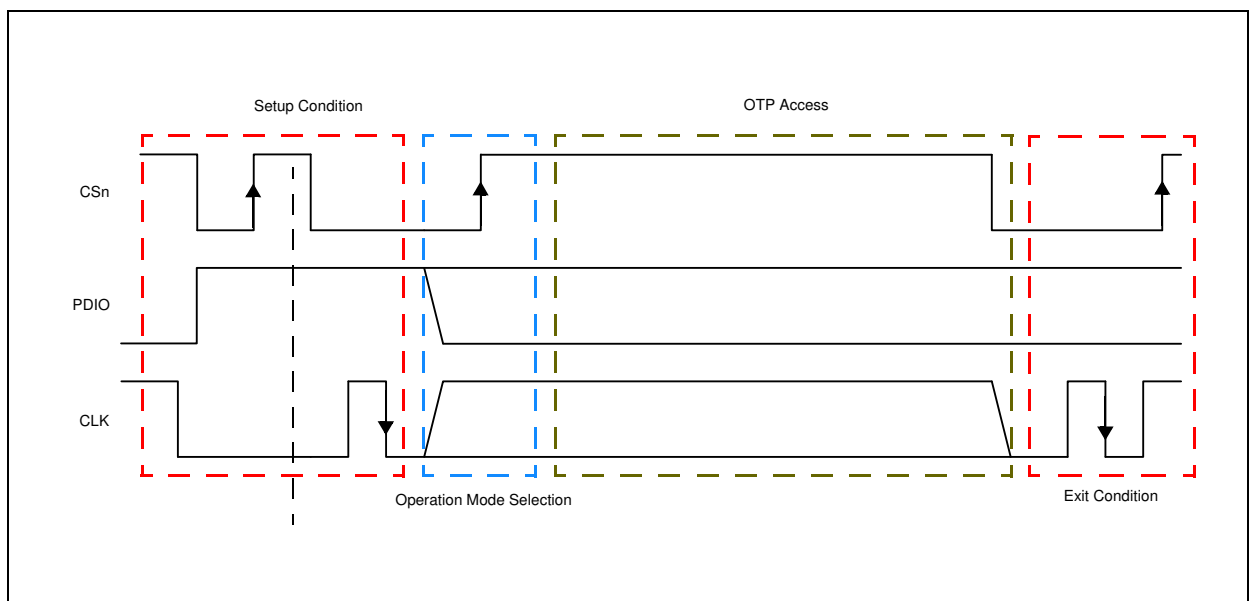 Setup Condition
OTP Access
CSn
PDIO
CLK
Operation Mode Selection
Exit Condition